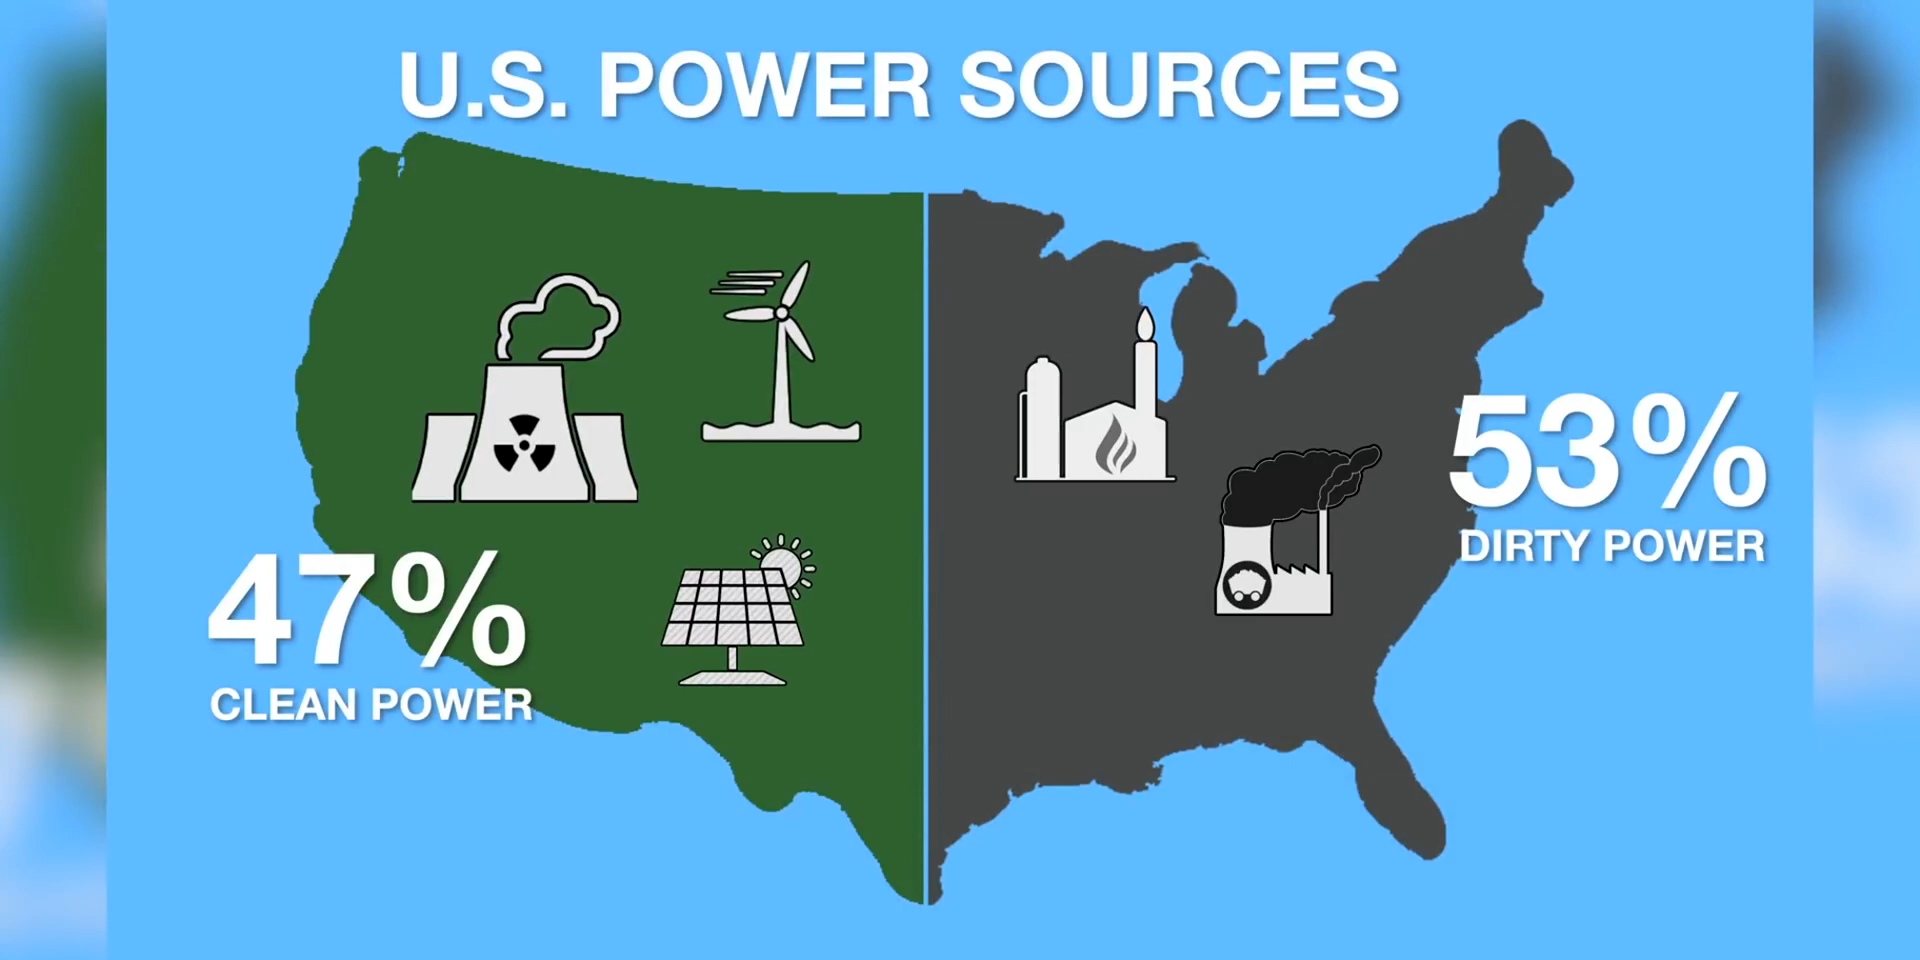 U.S. POWER SOURCES
47%
CLEAN POWER
53%
DIRTY POWER